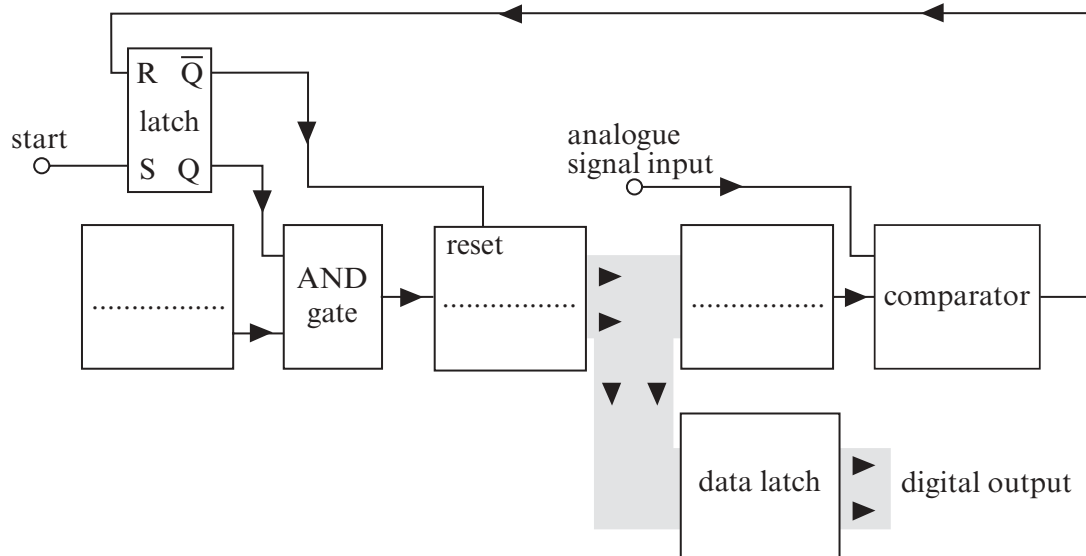 R Q̅
latch
S Q
start
analogue
signal input
....................
AND
gate
reset
....................
....................
comparator
data latch
digital output